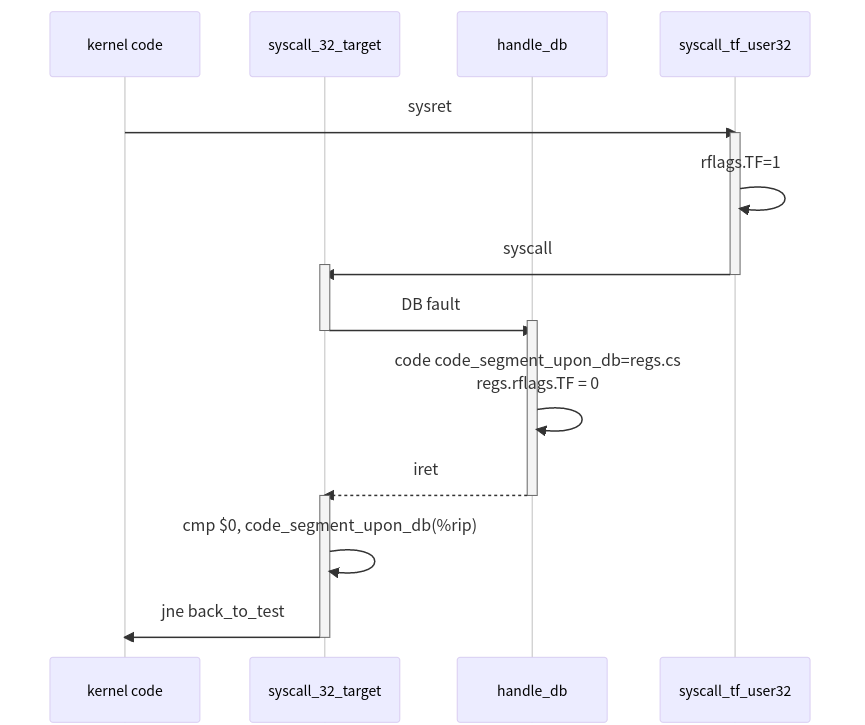 kernel code
syscall_32_target
handle_db
syscall_tf_user32
sysret
rflags.TF=1
syscall
DB fault
code code_segment_upon_db=regs.cs
regs.rflags.TF = 0
iret
cmp $0, code_segment_upon_db(%rip)
jne back_to_test
kernel code
syscall_32_target
handle_db
syscall_tf_user32